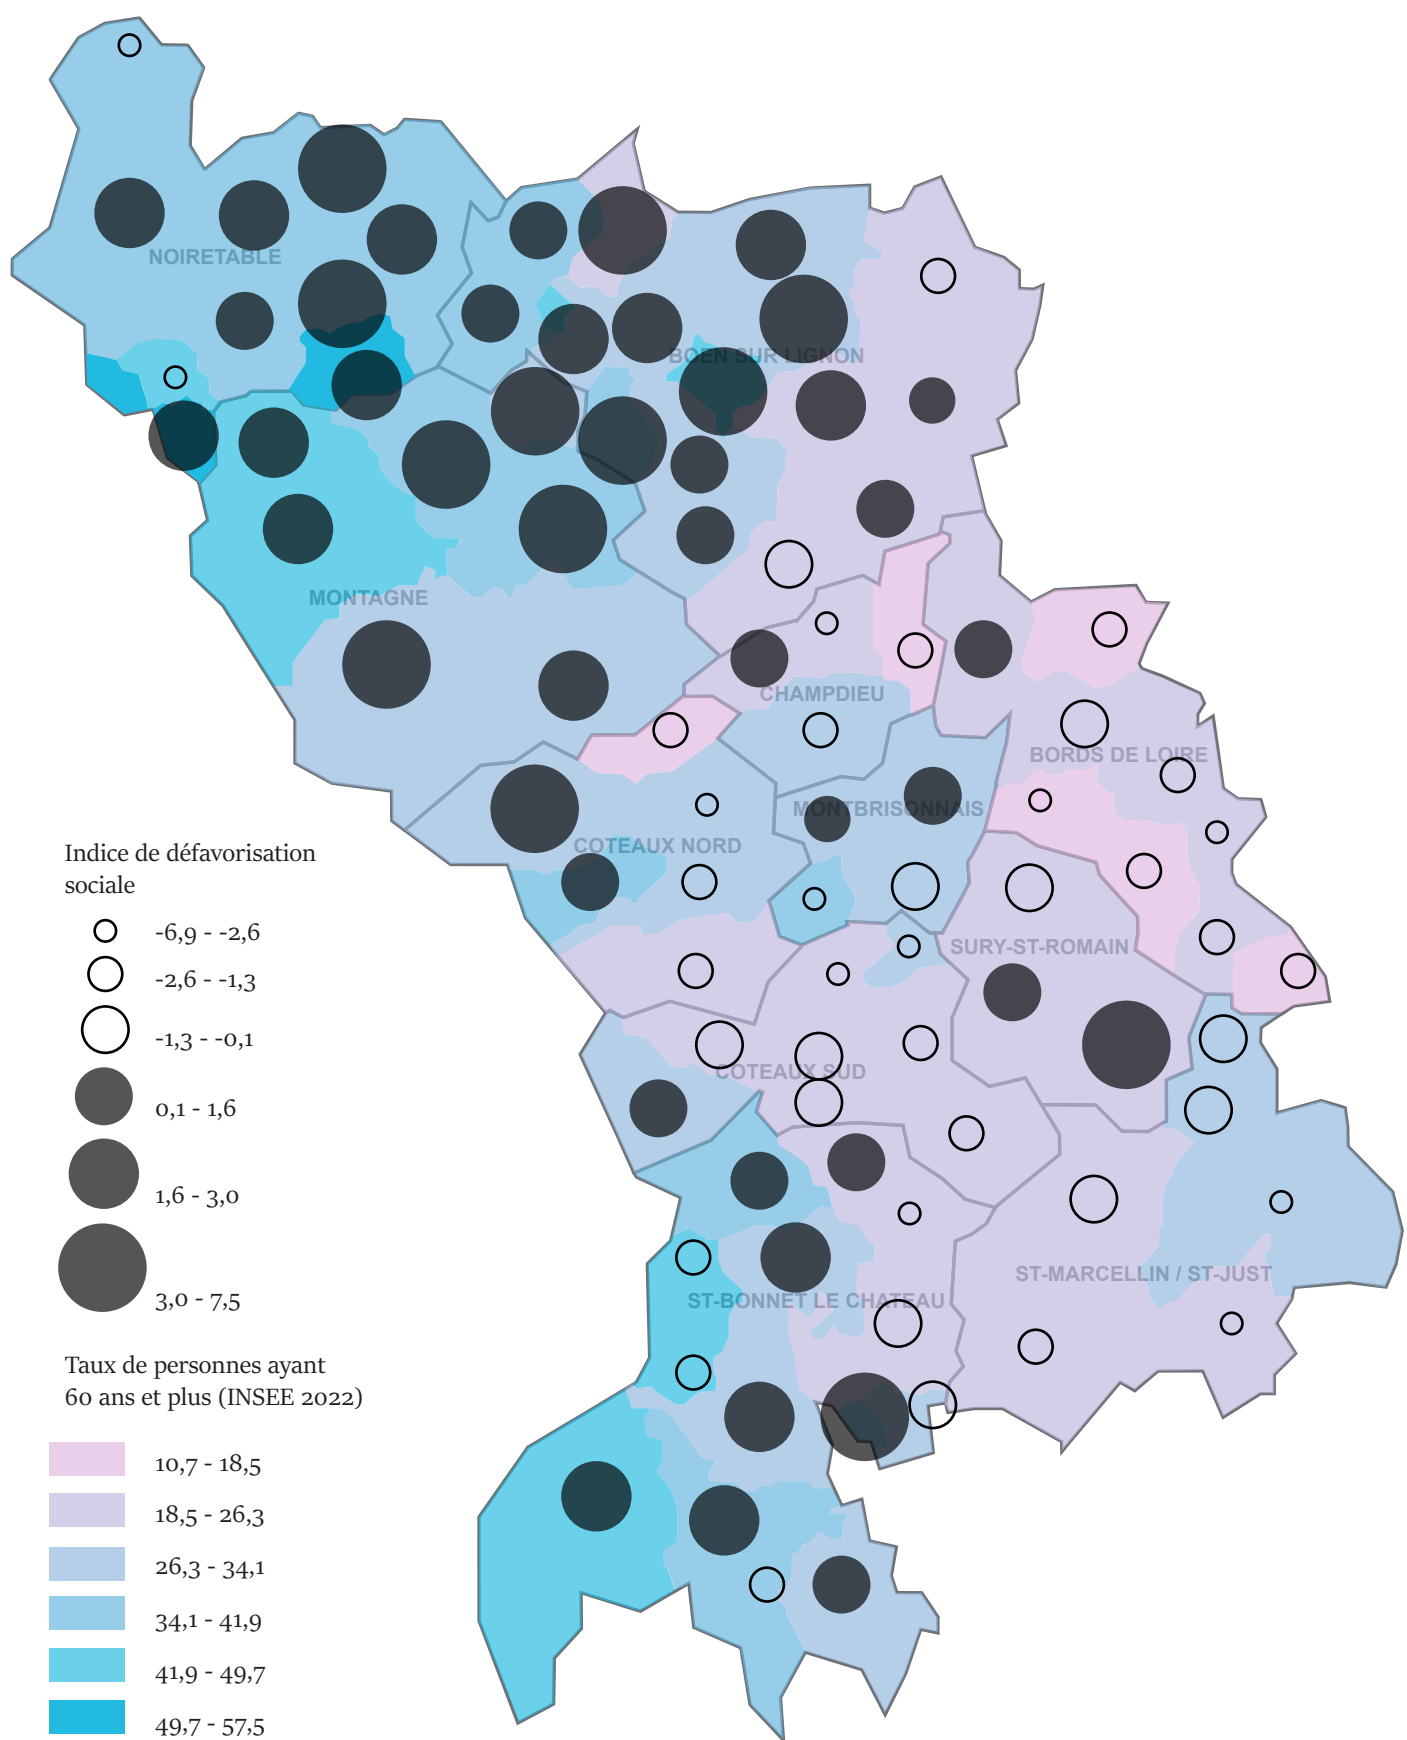 NOIRETABLE
BOEN SUR LIGNON
MONTAGNE
CHAMPDIEU
BORDS DE LOIRE
MONTBRISONNAIS
COTEAUX NORD
SURY-ST-ROMAIN
COTEAUX SUD
ST-MARCELLIN / ST-JUST
ST-BONNET LE CHATEAU
Indice de défavorisation
sociale
-6,9 - -2,6
-2,6 - -1,3
-1,3 - -0,1
0,1 - 1,6
1,6 - 3,0
3,0 - 7,5
Taux de personnes ayant
60 ans et plus (INSEE 2022)
10,7 - 18,5
18,5 - 26,3
26,3 - 34,1
34,1 - 41,9
41,9 - 49,7
49,7 - 57,5